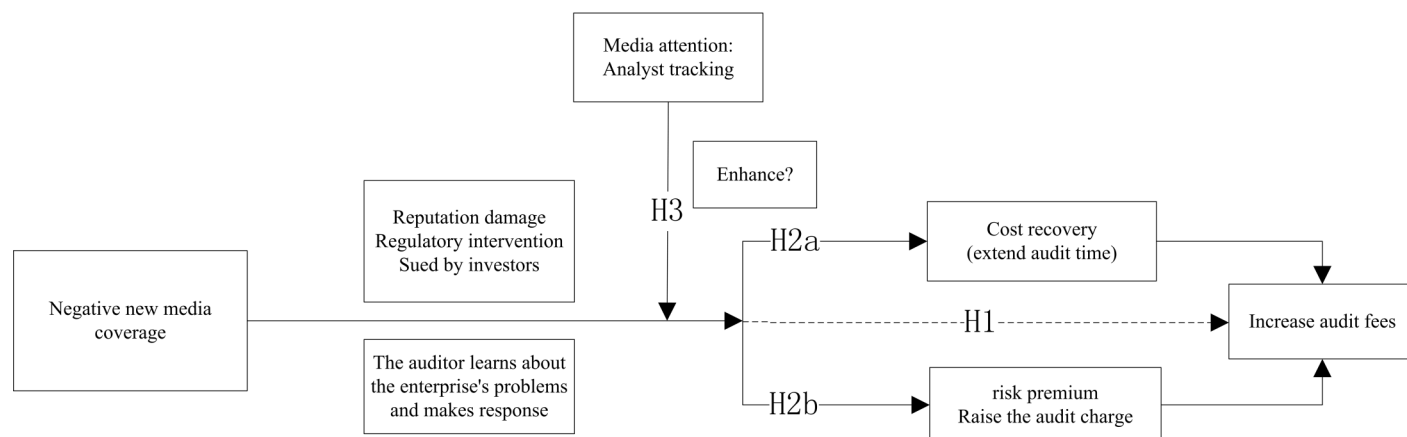 Media attention:
Analyst tracking
Enhance?
H3
Reputation damage
Regulatory intervention
Sued by investors
Negative new media
coverage
The auditor learns about
the enterprise's problems
and makes response
H2a
Cost recovery
(extend audit time)
H1
Increase audit fees
H2b
risk premium
Raise the audit charge